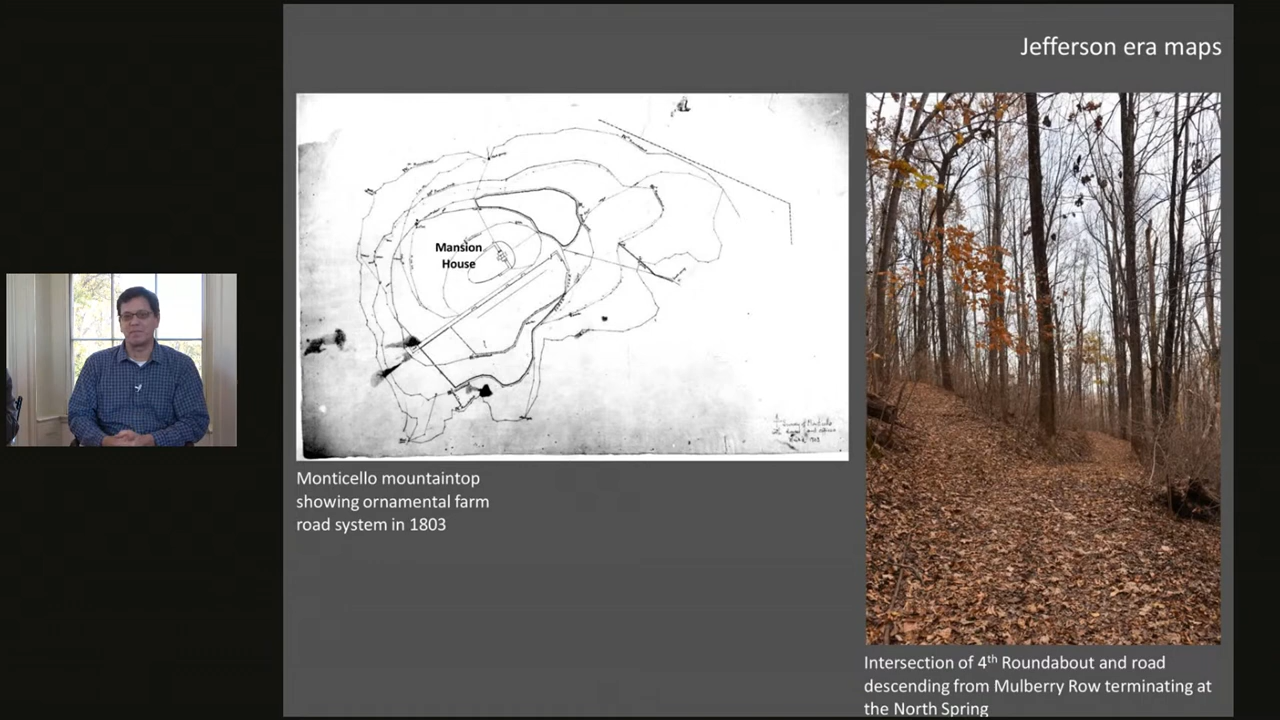 Jefferson era maps
Mansion
House
Monticello mountaintop
showing ornamental farm
road system in 1803
Intersection of 4th Roundabout and road
descending from Mulberry Row terminating at
the North Spring